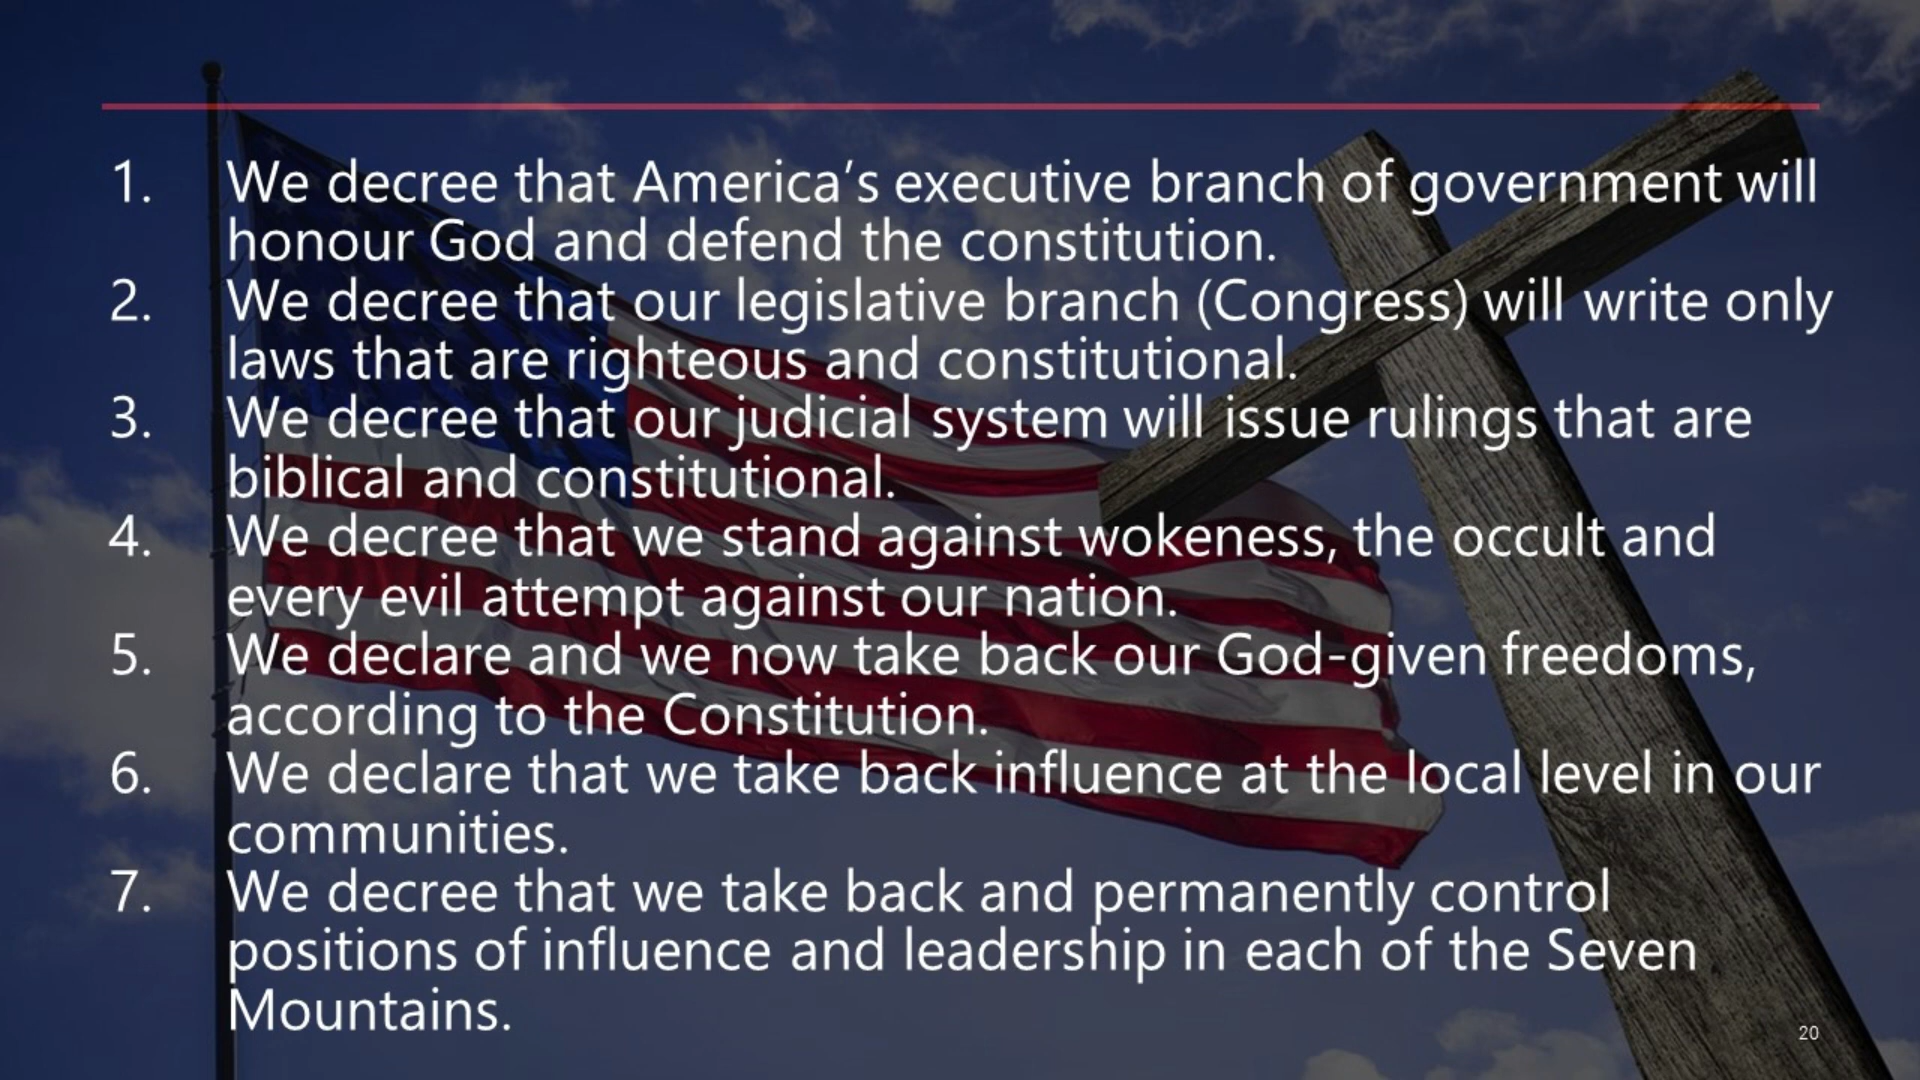 1. We decree that America’s executive branch of government will
honour God and defend the constitution.
2. We decree that our legislative branch (Congress) will write only
laws that are righteous and constitutional.
3. We decree that our judicial system will issue rulings that are
biblical and constitutional.
4. We decree that we stand against wokeness, the occult and
every evil attempt against our nation.
5. We declare and we now take back our God-given freedoms,
according to the Constitution.
6. We declare that we take back influence at the local level in our
communities.
7. We decree that we take back and permanently control
positions of influence and leadership in each of the Seven
Mountains.
20